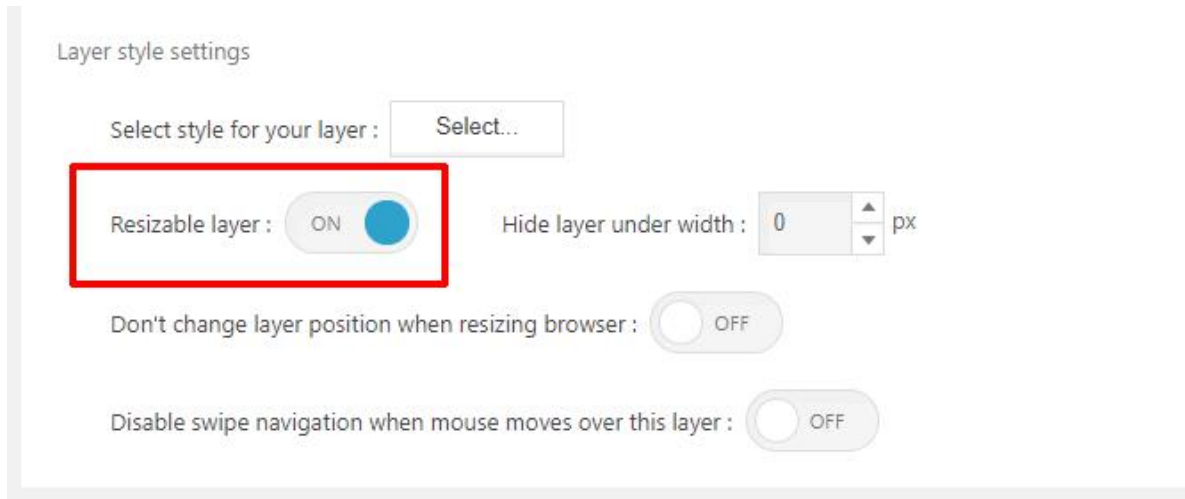 Layer style settings
Select style for your layer : Select...
Resizable layer : ON Hide layer under width : 0 px
Don't change layer position when resizing browser : OFF
Disable swipe navigation when mouse moves over this layer : OFF